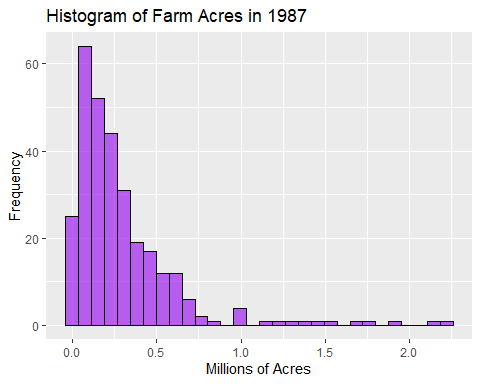 Histogram of Farm Acres in 1987
Frequency
60
40
20
0
0.0 0.5 1.0 1.5 2.0
Millions of Acres